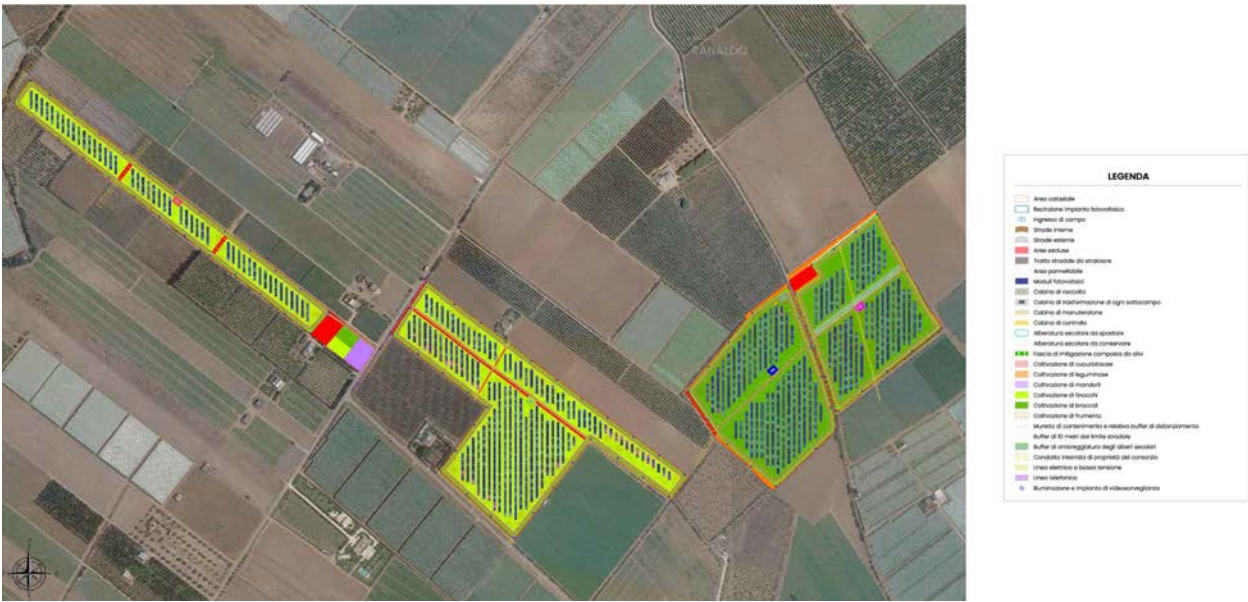 RANALDO
LEGENDA
Area catastale
Recinzione impianto fotovoltaico
Ingresso di campo
Strade interne
Strade esterne
Aree escluse
Tratto stradale da stralciare
Area pannellabile
Moduli fotovoltaici
Cabina di raccolta
Cabina di trasformazione di ogni sottocampo
Cabina di manutenzione
Cabina di controllo
Alberatura secolare da spostare
Alberatura secolare da conservare
Fascia di mitigazione composta da olivi
Coltivazione di cucurbitacee
Coltivazione di leguminose
Coltivazione di mandorli
Coltivazione di finocchi
Coltivazione di broccoli
Coltivazione di frumento
Muretto di contenimento e relativo buffer di distanziamento
Buffer di 10 metri dal limite stradale
Buffer di ombreggiatura degli alberi secolari
Condotta interrata di proprietà del consorzio
Linea elettrica a bassa tensione
Linea telefonica
Illuminazione e impianto di videosorveglianza